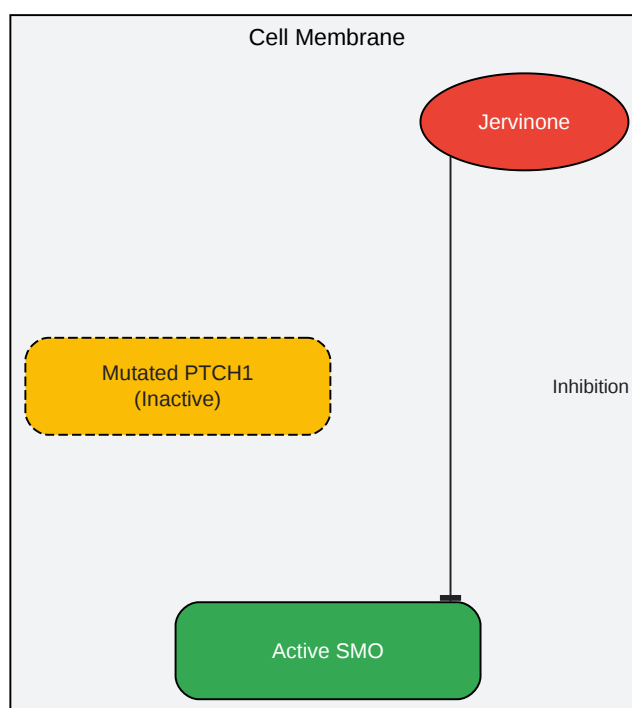 Cell Membrane
Jervinone
Mutated PTCH1
(Inactive)
Inhibition
Active SMO